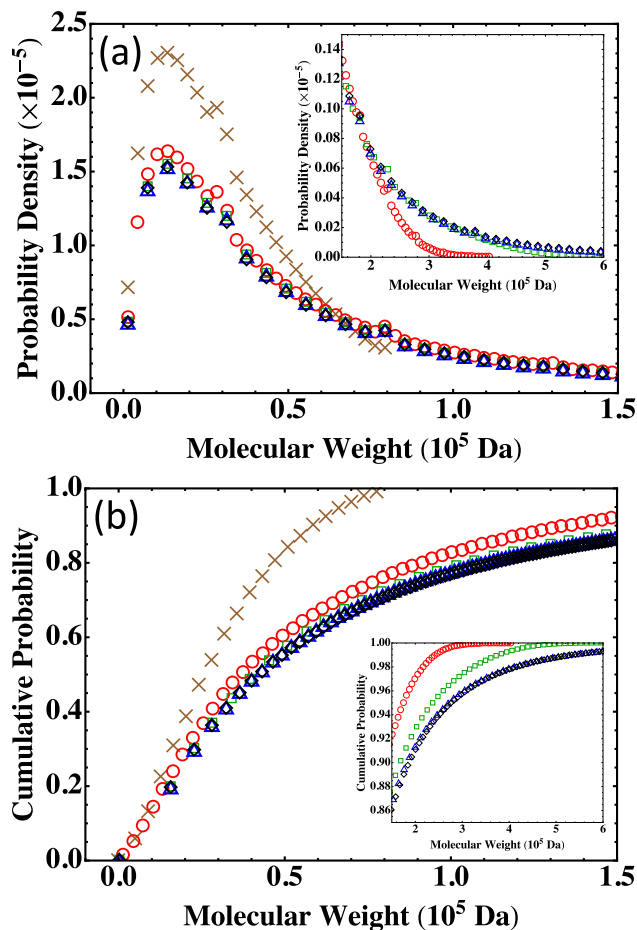 (a)
Probability Density (×10⁻⁵)
2.5
2.0
1.5
1.0
0.5
0.0
0.0 0.5 1.0 1.5
Molecular Weight (10⁵ Da)
Probability Density (×10⁻⁵)
0.14
0.12
0.10
0.08
0.06
0.04
0.02
0.00
2 3 4 5 6
Molecular Weight (10⁵ Da)
(b)
Cumulative Probability
1.0
0.8
0.6
0.4
0.2
0.0
0.0 0.5 1.0 1.5
Molecular Weight (10⁵ Da)
Cumulative Probability
1.00
0.98
0.96
0.94
0.92
0.90
0.88
0.86
2 3 4 5 6
Molecular Weight (10⁵ Da)